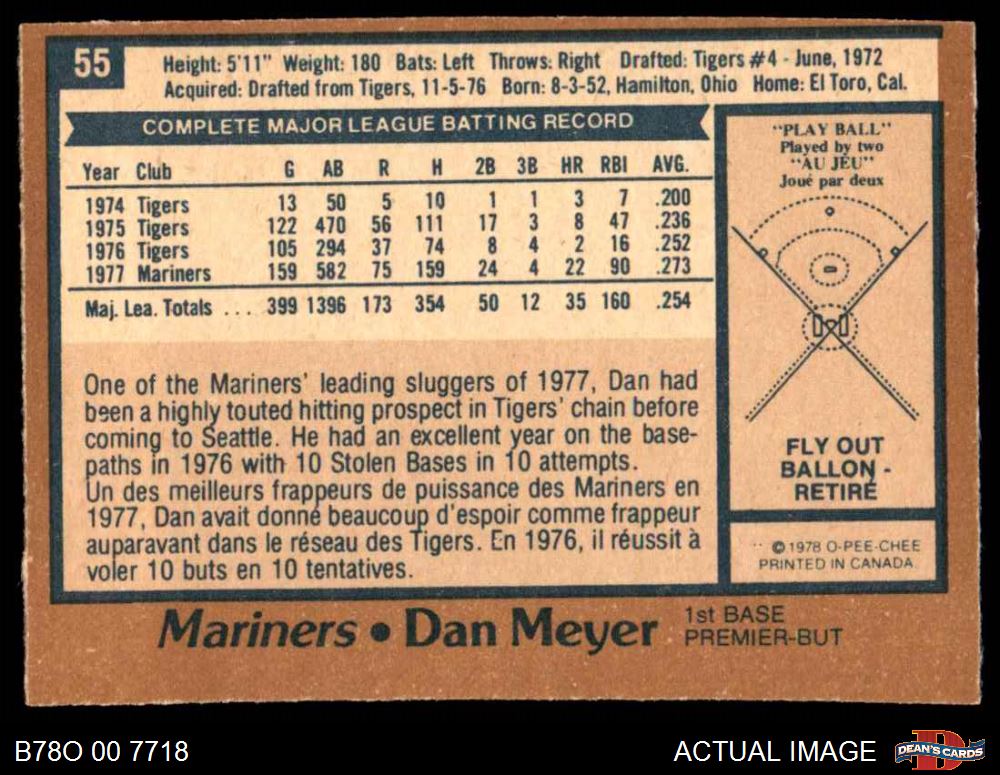 55
Height: 5'11" Weight: 180 Bats: Left Throws: Right Drafted: Tigers #4 - June, 1972
Acquired: Drafted from Tigers, 11-5-76 Born: 8-3-52, Hamilton, Ohio Home: El Toro, Cal.
COMPLETE MAJOR LEAGUE BATTING RECORD
Year Club G AB R H 2B 3B HR RBI AVG.
1974 Tigers 13 50 5 10 1 1 3 7 .200
1975 Tigers 122 470 56 111 17 3 8 47 .236
1976 Tigers 105 294 37 74 8 4 2 16 .252
1977 Mariners 159 582 75 159 24 4 22 90 .273
Maj. Lea. Totals ... 399 1396 173 354 50 12 35 160 .254
One of the Mariners' leading sluggers of 1977, Dan had
been a highly touted hitting prospect in Tigers' chain before
coming to Seattle. He had an excellent year on the base-
paths in 1976 with 10 Stolen Bases in 10 attempts.
Un des meilleurs frappeurs de puissance des Mariners en
1977, Dan avait donné beaucoup d'espoir comme frappeur
auparavant dans le réseau des Tigers. En 1976, il réussit à
voler 10 buts en 10 tentatives.
"PLAY BALL"
Played by two
"AU JEU"
Joué par deux
FLY OUT
BALLON -
RETIRÉ
© 1978 O-PEE-CHEE
PRINTED IN CANADA
Mariners • Dan Meyer 1st BASE
PREMIER-BUT
B78O 00 7718
ACTUAL IMAGE
DEAN'S CARDS